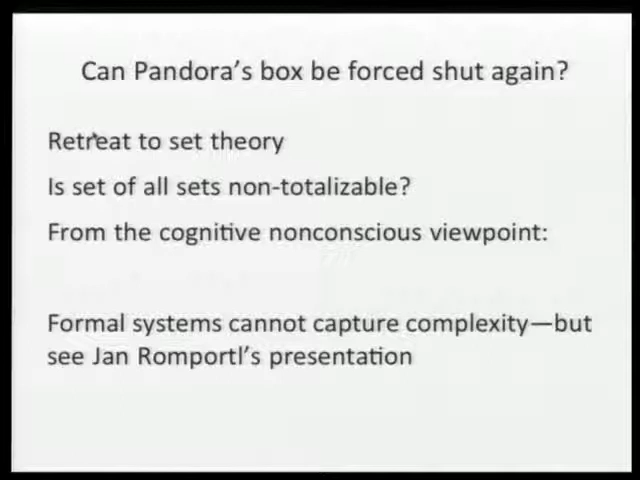 Can Pandora's box be forced shut again?
Retreat to set theory
Is set of all sets non-totalizable?
From the cognitive nonconscious viewpoint:
Formal systems cannot capture complexity—but
see Jan Romportl's presentation